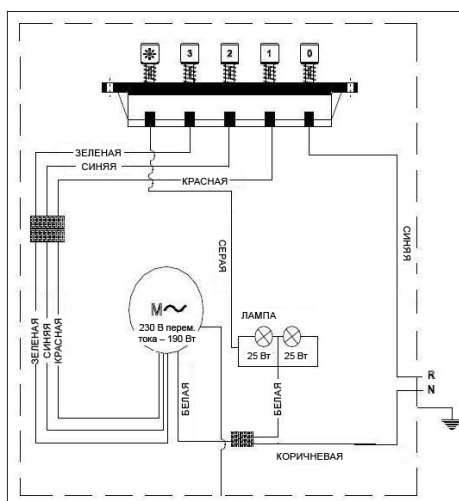 3 2 1 0
ЗЕЛЕНАЯ
СИНЯЯ
КРАСНАЯ
СЕРАЯ
СИНЯЯ
ЗЕЛЕНАЯ
СИНЯЯ
КРАСНАЯ
М
230 В перем.
тока – 190 Вт
ЛАМПА
25 Вт 25 Вт
БЕЛАЯ
БЕЛАЯ
R
N
КОРИЧНЕВАЯ